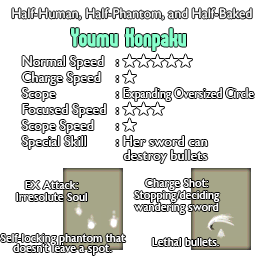 Half-Human, Half-Phantom, and Half-Baked
Youmu Konpaku
Normal Speed : ☆☆☆☆☆
Charge Speed : ☆
Scope : Expanding Oversized Circle
Focused Speed : ☆☆☆
Scope Speed : ☆
Special Skill : Her sword can
destroy bullets
EX Attack:
Irresolute Soul
Self-locking phantom that
doesn't leave a spot.
Charge Shot:
Stopping/deciding
wandering sword
Lethal bullets.